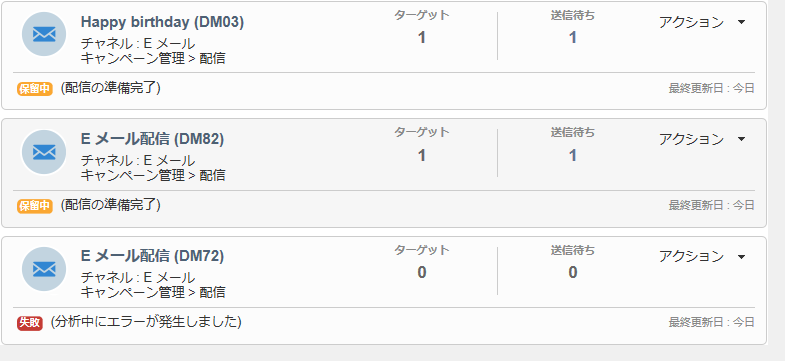 Happy birthday (DM03)
チャネル : E メール
キャンペーン管理 > 配信
ターゲット
1
送信待ち
1
アクション
保留中 (配信の準備完了)
最終更新日 : 今日
E メール配信 (DM82)
チャネル : E メール
キャンペーン管理 > 配信
ターゲット
1
送信待ち
1
アクション
保留中 (配信の準備完了)
最終更新日 : 今日
E メール配信 (DM72)
チャネル : E メール
キャンペーン管理 > 配信
ターゲット
0
送信待ち
0
アクション
失敗 (分析中にエラーが発生しました)
最終更新日 : 今日